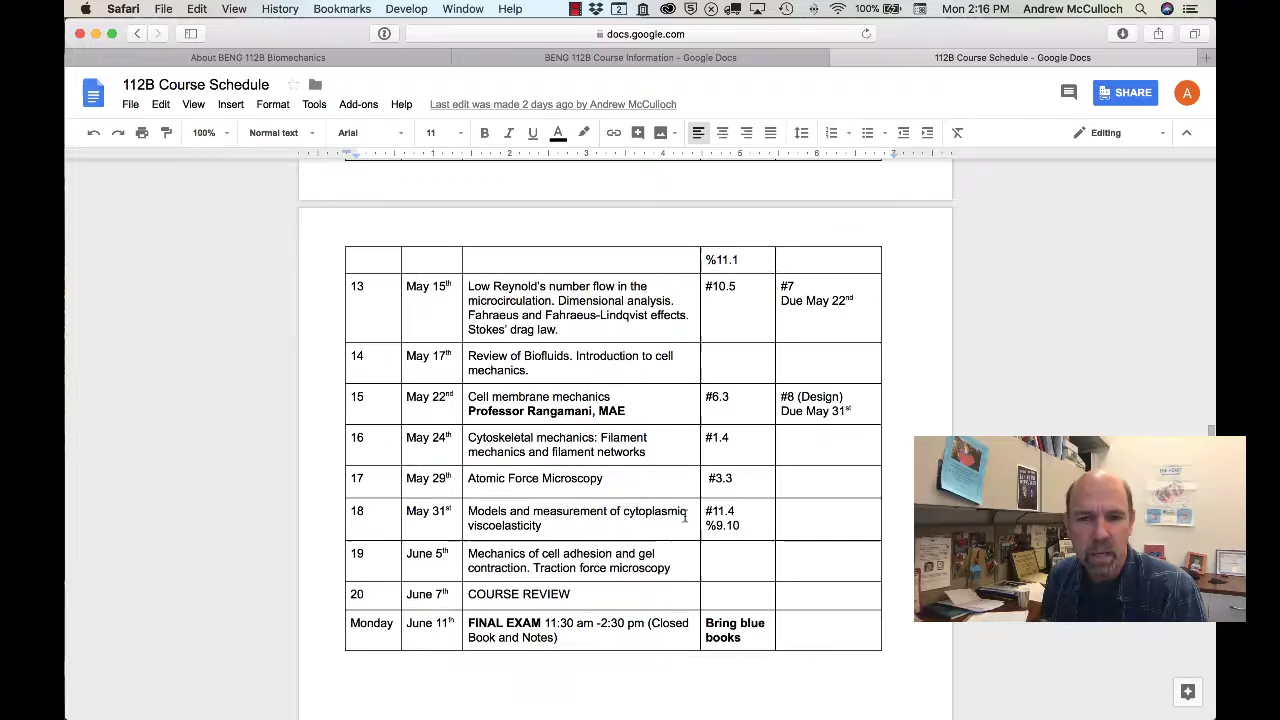 Safari File Edit View History Bookmarks Develop Window Help 2 5 100% Mon 2:16 PM Andrew McCulloch
docs.google.com
About BENG 112B Biomechanics BENG 112B Course Information - Google Docs 112B Course Schedule - Google Docs
112B Course Schedule
File Edit View Insert Format Tools Add-ons Help Last edit was made 2 days ago by Andrew McCulloch
SHARE A
100% Normal text Arial 11 B I U A Editing
1 2 3 4 5 6 7
%11.1
13 May 15th Low Reynold's number flow in the #10.5 #7
microcirculation. Dimensional analysis. Due May 22nd
Fahraeus and Fahraeus-Lindqvist effects.
Stokes' drag law.
14 May 17th Review of Biofluids. Introduction to cell
mechanics.
15 May 22nd Cell membrane mechanics #6.3 #8 (Design)
Professor Rangamani, MAE Due May 31st
16 May 24th Cytoskeletal mechanics: Filament #1.4
mechanics and filament networks
17 May 29th Atomic Force Microscopy #3.3
18 May 31st Models and measurement of cytoplasmic #11.4
viscoelasticity %9.10
19 June 5th Mechanics of cell adhesion and gel
contraction. Traction force microscopy
20 June 7th COURSE REVIEW
Monday June 11th FINAL EXAM 11:30 am -2:30 pm (Closed Bring blue
Book and Notes) books